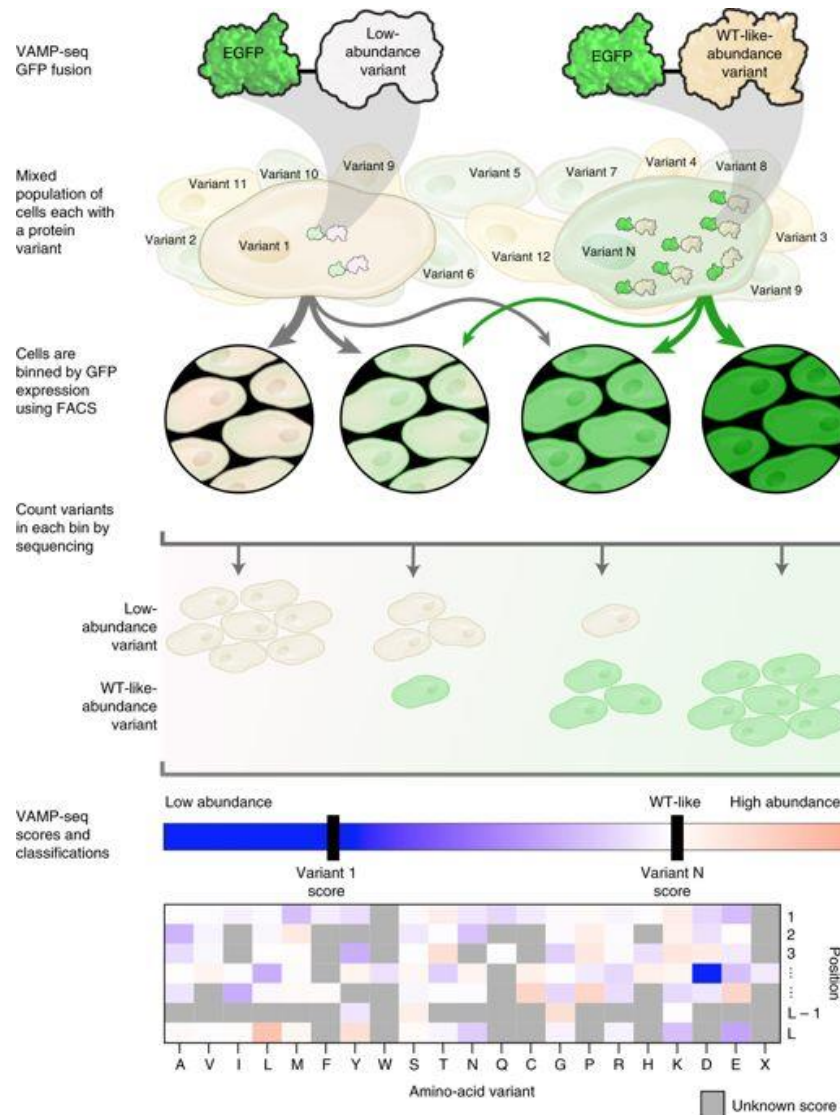 VAMP-seq
GFP fusion
EGFP
Low-
abundance
variant
EGFP
WT-like-
abundance
variant
Mixed
population of
cells each with
a protein
variant
Variant 11
Variant 10
Variant 9
Variant 5
Variant 7
Variant 4
Variant 8
Variant 2
Variant 1
Variant 6
Variant 12
Variant N
Variant 3
Variant 9
Cells are
binned by GFP
expression
using FACS
Count variants
in each bin by
sequencing
Low-
abundance
variant
WT-like-
abundance
variant
VAMP-seq
scores and
classifications
Low abundance
WT-like
High abundance
Variant 1
score
Variant N
score
1
2
3
⋮
⋮
L – 1
L
Position
A V I L M F Y W S T N Q C G P R H K D E X
Amino-acid variant
Unknown score